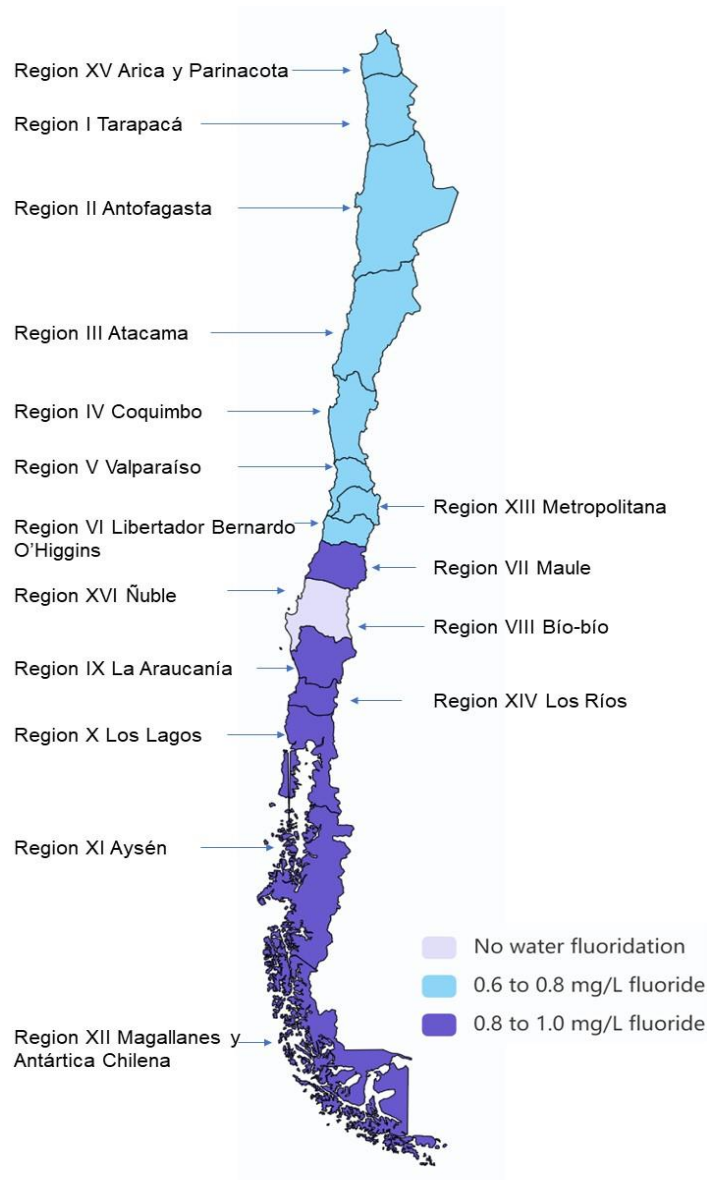 Region XV Arica y Parinacota
Region I Tarapacá
Region II Antofagasta
Region III Atacama
Region IV Coquimbo
Region V Valparaíso
Region XIII Metropolitana
Region VI Libertador Bernardo
O’Higgins
Region VII Maule
Region XVI Ñuble
Region VIII Bío-bío
Region IX La Araucanía
Region XIV Los Ríos
Region X Los Lagos
Region XI Aysén
No water fluoridation
0.6 to 0.8 mg/L fluoride
0.8 to 1.0 mg/L fluoride
Region XII Magallanes y
Antártica Chilena